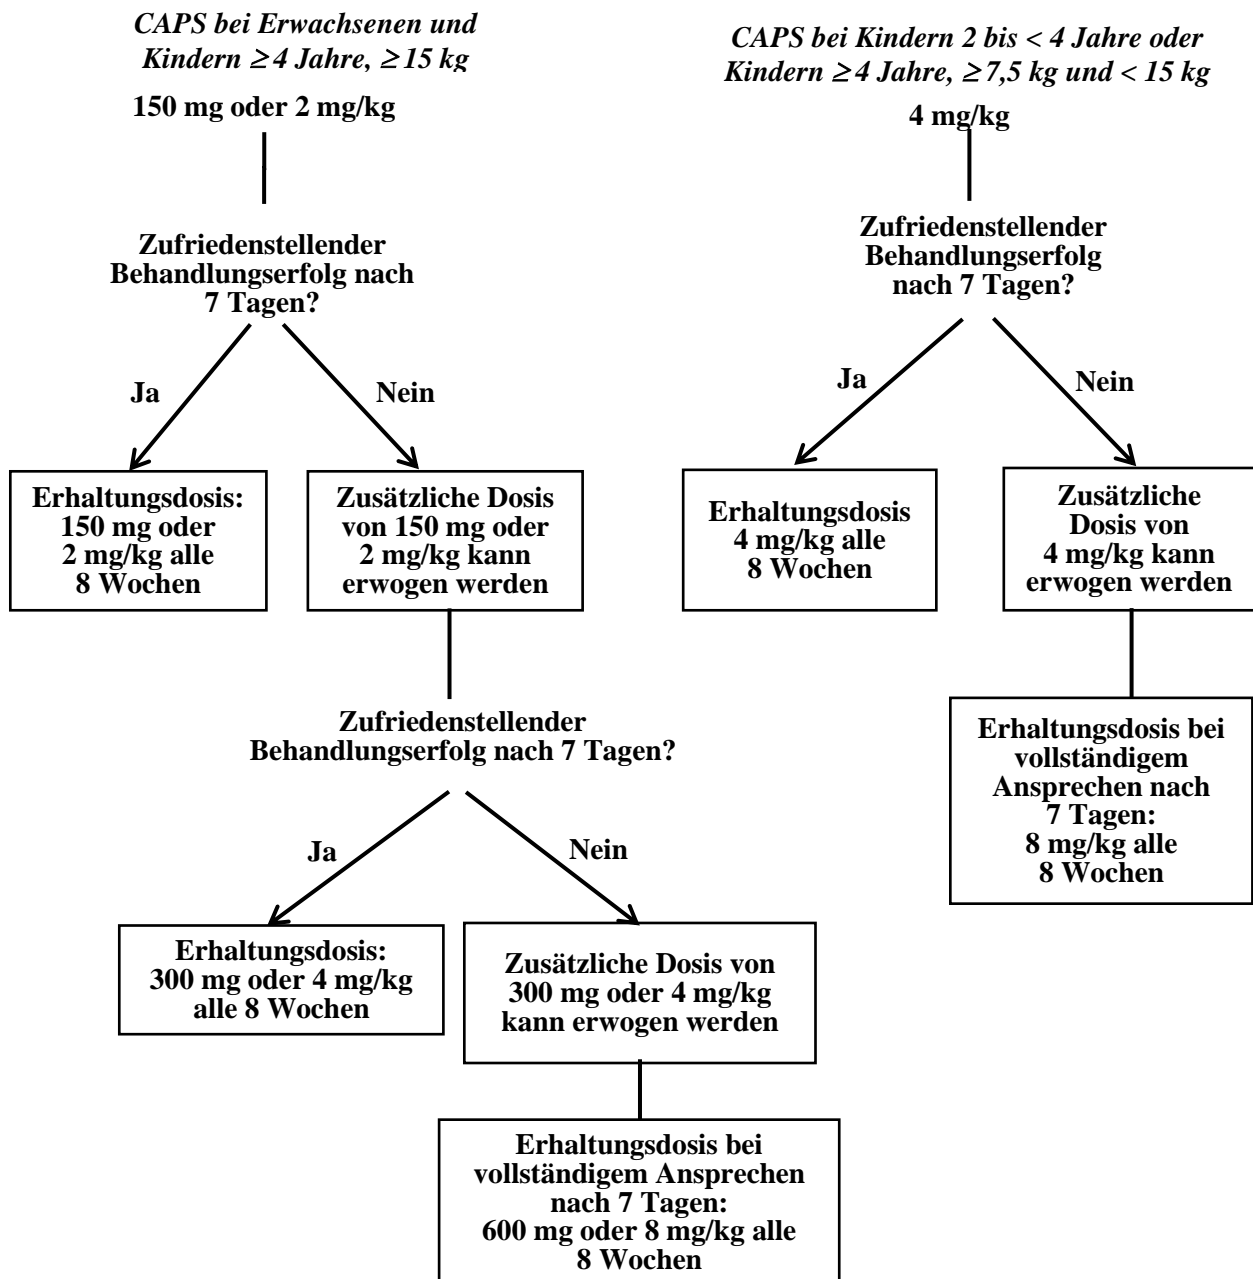 CAPS bei Erwachsenen und
Kindern ≥ 4 Jahre, ≥ 15 kg
150 mg oder 2 mg/kg
Zufriedenstellender
Behandlungserfolg nach
7 Tagen?
Ja
Nein
Erhaltungsdosis:
150 mg oder
2 mg/kg alle
8 Wochen
Zusätzliche Dosis
von 150 mg oder
2 mg/kg kann
erwogen werden
Zufriedenstellender
Behandlungserfolg nach 7 Tagen?
Ja
Nein
Erhaltungsdosis:
300 mg oder 4 mg/kg
alle 8 Wochen
Zusätzliche Dosis von
300 mg oder 4 mg/kg
kann erwogen werden
Erhaltungsdosis bei
vollständigem Ansprechen
nach 7 Tagen:
600 mg oder 8 mg/kg alle
8 Wochen
CAPS bei Kindern 2 bis < 4 Jahre oder
Kindern ≥ 4 Jahre, ≥ 7,5 kg und < 15 kg
4 mg/kg
Zufriedenstellender
Behandlungserfolg
nach 7 Tagen?
Ja
Nein
Erhaltungsdosis
4 mg/kg alle
8 Wochen
Zusätzliche
Dosis von
4 mg/kg kann
erwogen werden
Erhaltungsdosis bei
vollständigem
Ansprechen nach
7 Tagen:
8 mg/kg alle
8 Wochen